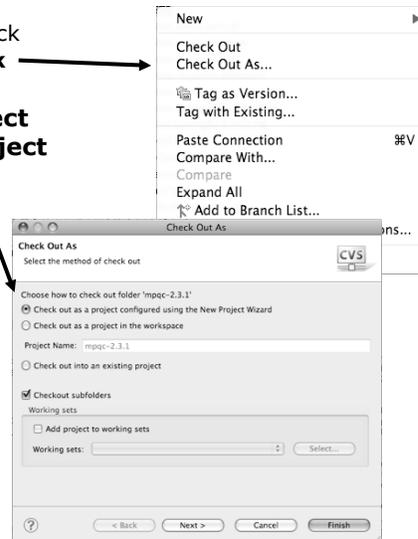 ck
k
ect
ject
New
Check Out
Check Out As...
Tag as Version...
Tag with Existing...
Paste Connection ⌘V
Compare With...
Compare
Expand All
Add to Branch List...
ons...
Check Out As
Check Out As
Select the method of check out
CVS
Choose how to check out folder 'mpqc-2.3.1'
Check out as a project configured using the New Project Wizard
Check out as a project in the workspace
Project Name: mpqc-2.3.1
Check out into an existing project
Checkout subfolders
Working sets
Add project to working sets
Working sets: Select...
? < Back Next > Cancel Finish